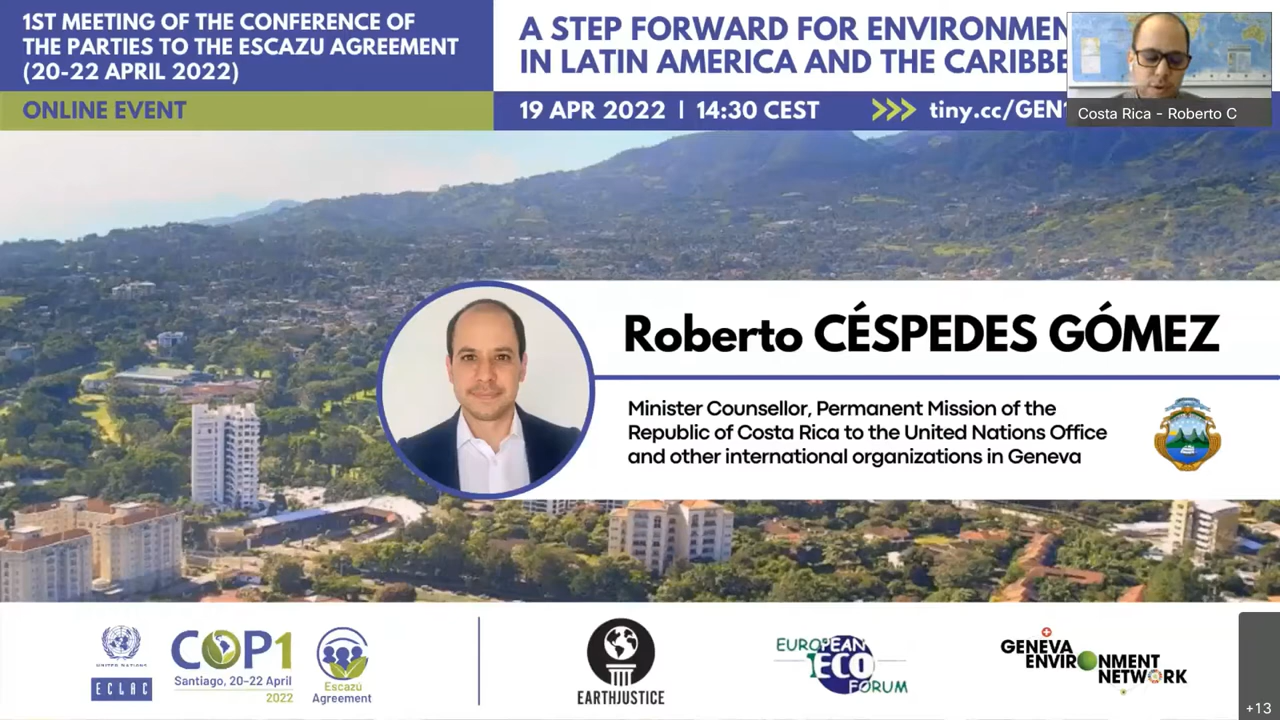 1ST MEETING OF THE CONFERENCE OF
THE PARTIES TO THE ESCAZU AGREEMENT
(20-22 APRIL 2022)
ONLINE EVENT
A STEP FORWARD FOR ENVIRONMEN
IN LATIN AMERICA AND THE CARIBBE
19 APR 2022 | 14:30 CEST
>>> tiny.cc/GEN
Costa Rica - Roberto C
Roberto CÉSPEDES GÓMEZ
Minister Counsellor, Permanent Mission of the
Republic of Costa Rica to the United Nations Office
and other international organizations in Geneva
UNITED NATIONS
ECLAC
COP1
Santiago, 20-22 April
2022
Escazú
Agreement
EARTHJUSTICE
EUROPEAN
ECO
FORUM
GENEVA
ENVIRONMENT
NETWORK
+13